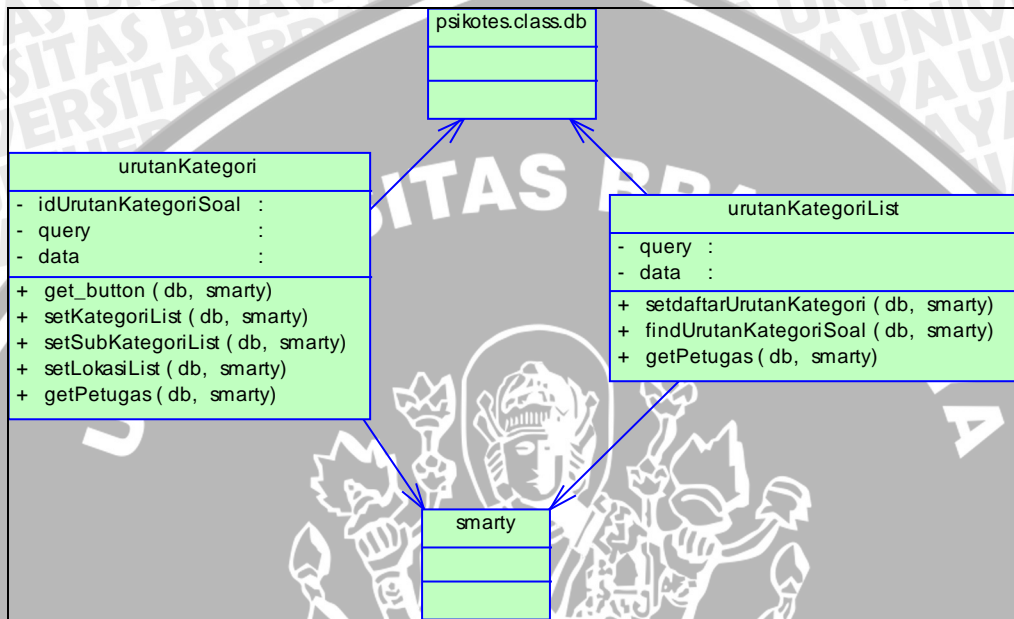 psikotes.class.db
urutanKategori
- idUrutanKategoriSoal :
- query :
- data :
+ get_button ( db, smarty)
+ setKategoriList ( db, smarty)
+ setSubKategoriList ( db, smarty)
+ setLokasiList ( db, smarty)
+ getPetugas ( db, smarty)
urutanKategoriList
- query :
- data :
+ setdaftarUrutanKategori ( db, smarty)
+ findUrutanKategoriSoal ( db, smarty)
+ getPetugas ( db, smarty)
smarty